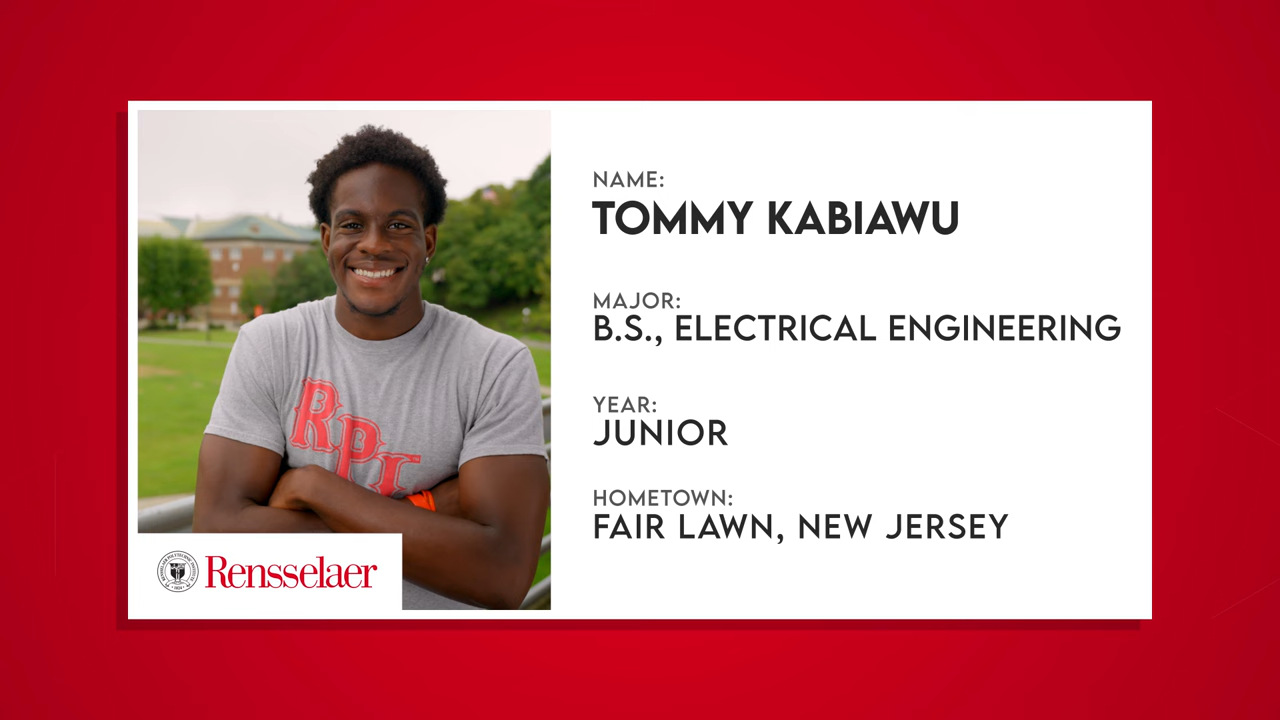 NAME:
TOMMY KABIAWU
MAJOR:
B.S., ELECTRICAL ENGINEERING
YEAR:
JUNIOR
HOMETOWN:
FAIR LAWN, NEW JERSEY
RPI
Rensselaer